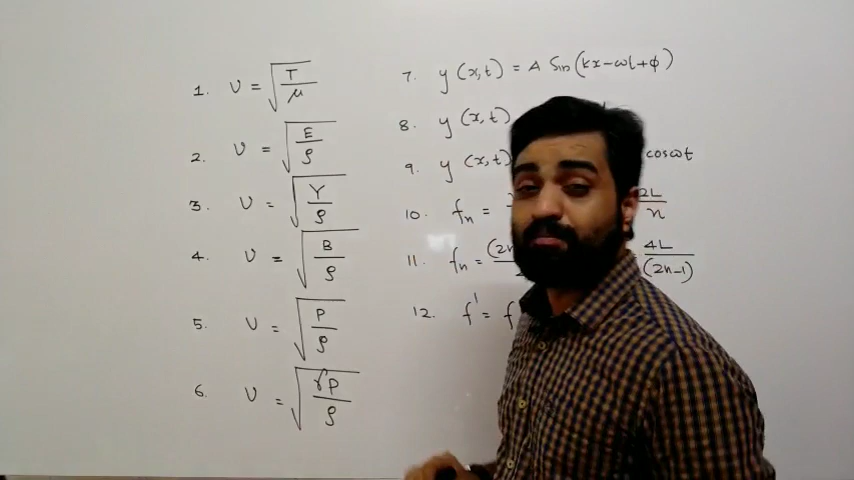 1. υ = √(T/μ)
2. υ = √(E/ρ)
3. υ = √(Y/ρ)
4. υ = √(B/ρ)
5. υ = √(P/ρ)
6. υ = √(γP/ρ)
7. y (x,t) = A Sin(kx-ωt+ϕ)
8. y (x,t)
9. y (x,t) cosωt
10. fn = 2L/n
11. fn = (2n 4L/(2n-1)
12. f' = f